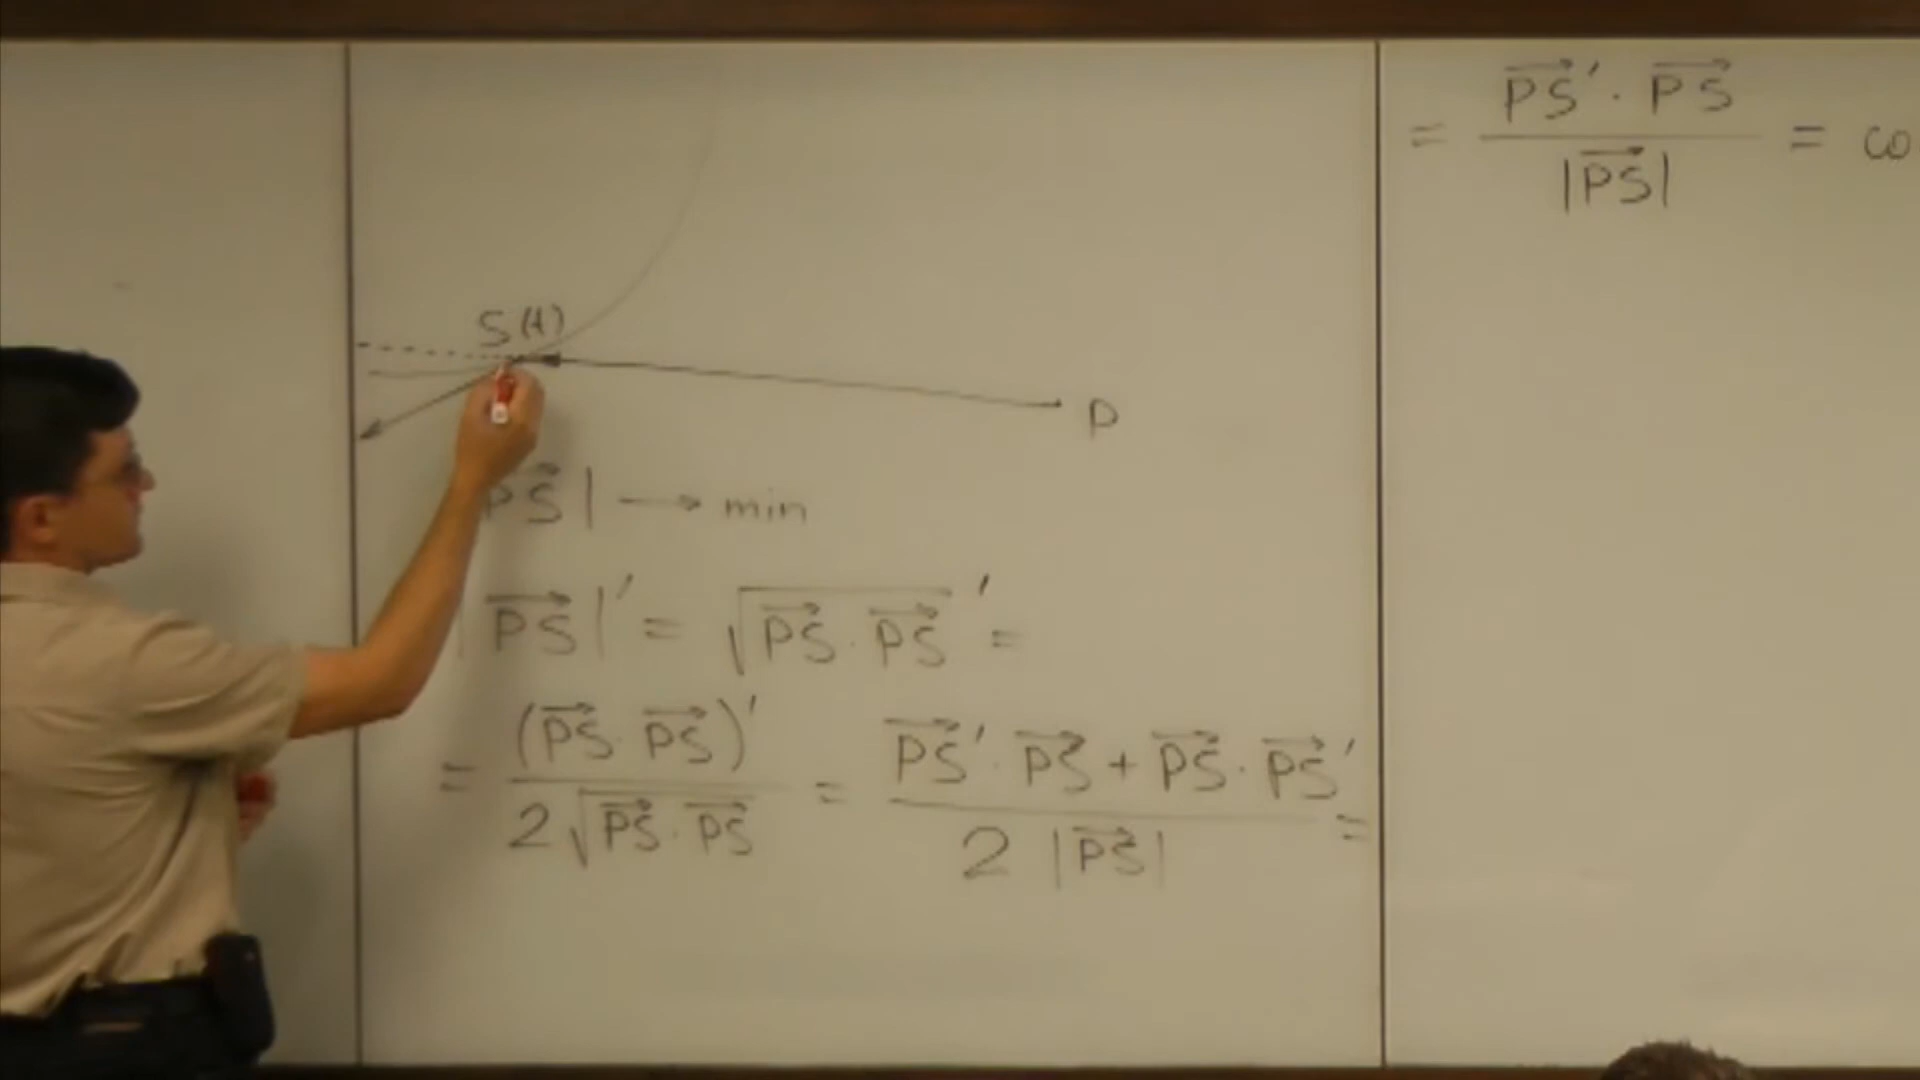 S(t)
P
PS⃗ | → min
|PS⃗|′ = √(PS⃗ · PS⃗)′ =
= (PS⃗ · PS⃗)′ / 2√(PS⃗ · PS⃗) = (PS⃗′ · PS⃗ + PS⃗ · PS⃗′) / 2 |PS⃗| =
= (PS⃗′ · PS⃗) / |PS⃗| = co